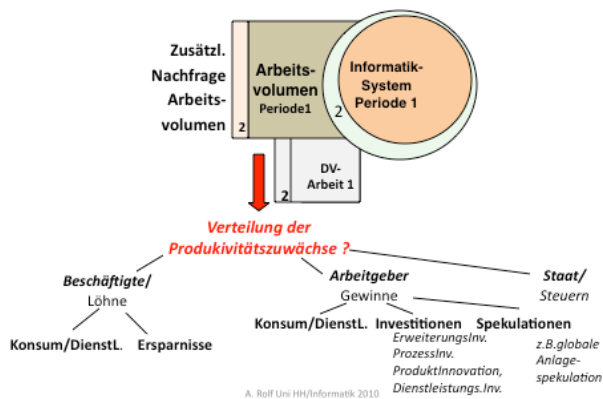 Zusätzl.
Nachfrage
Arbeits-
volumen
2
Arbeits-
volumen
Periode1
Informatik-
System
Periode 1
2
DV-
Arbeit 1
2
Verteilung der
Produkivitätszuwächse ?
Beschäftigte/
Löhne
Arbeitgeber
Gewinne
Staat/
Steuern
Konsum/DienstL.
Ersparnisse
Konsum/DienstL.
Investitionen
ErweiterungsInv.
ProzessInv.
ProduktInnovation,
Dienstleistungs.Inv.
Spekulationen
z.B.globale
Anlage-
spekulation
A. Rolf Uni HH/Informatik 2010